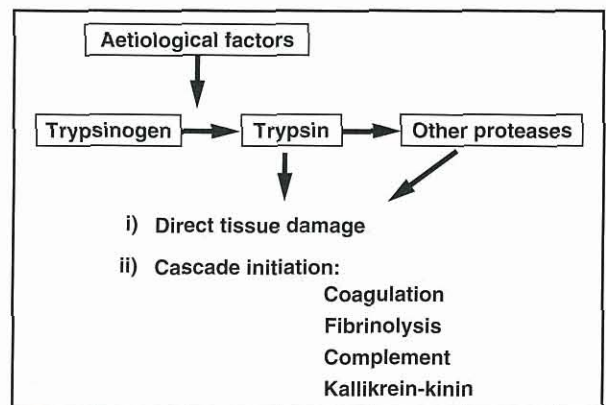 Aetiological factors
Trypsinogen Trypsin Other proteases
i) Direct tissue damage
ii) Cascade initiation:
Coagulation
Fibrinolysis
Complement
Kallikrein-kinin